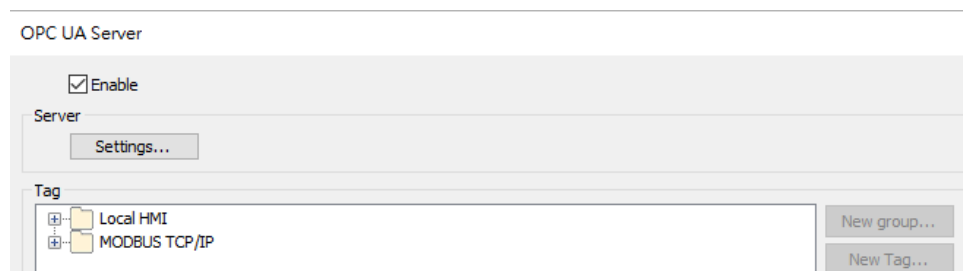 OPC UA Server
Enable
Server
Settings...
Tag
Local HMI
MODBUS TCP/IP
New group...
New Tag...